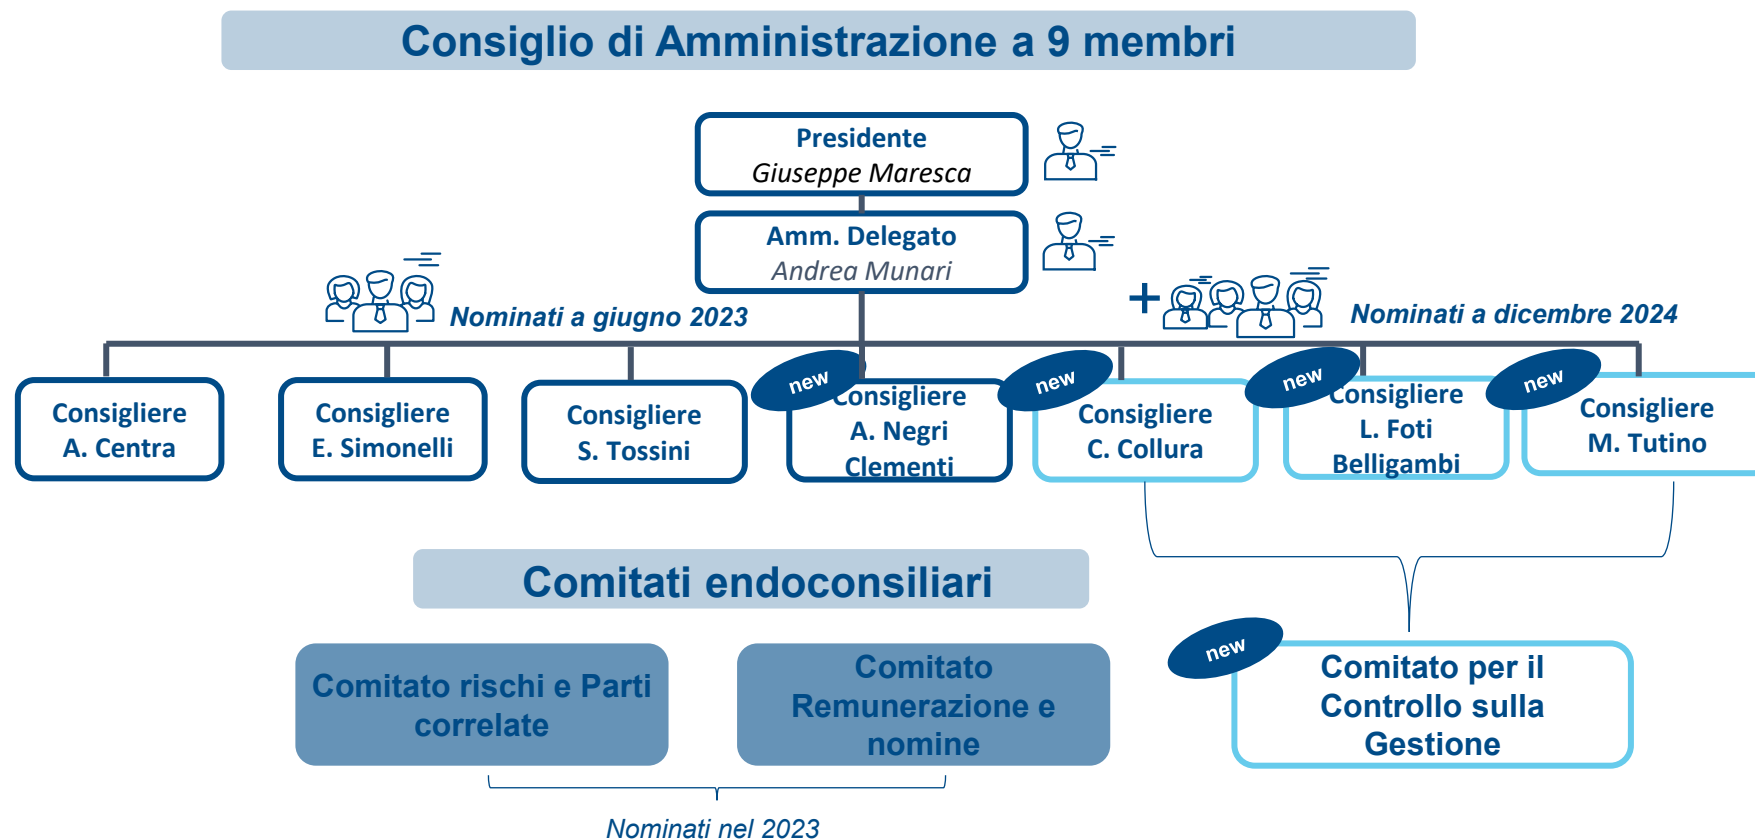 Consiglio di Amministrazione a 9 membri
Presidente
Giuseppe Maresca
Amm. Delegato
Andrea Munari
Nominati a giugno 2023
+
Nominati a dicembre 2024
Consigliere
A. Centra
Consigliere
E. Simonelli
Consigliere
S. Tossini
new
Consigliere
A. Negri
Clementi
new
Consigliere
C. Collura
new
Consigliere
L. Foti
Belligambi
new
Consigliere
M. Tutino
Comitati endoconsiliari
Comitato rischi e Parti
correlate
Comitato
Remunerazione e
nomine
new
Comitato per il
Controllo sulla
Gestione
Nominati nel 2023